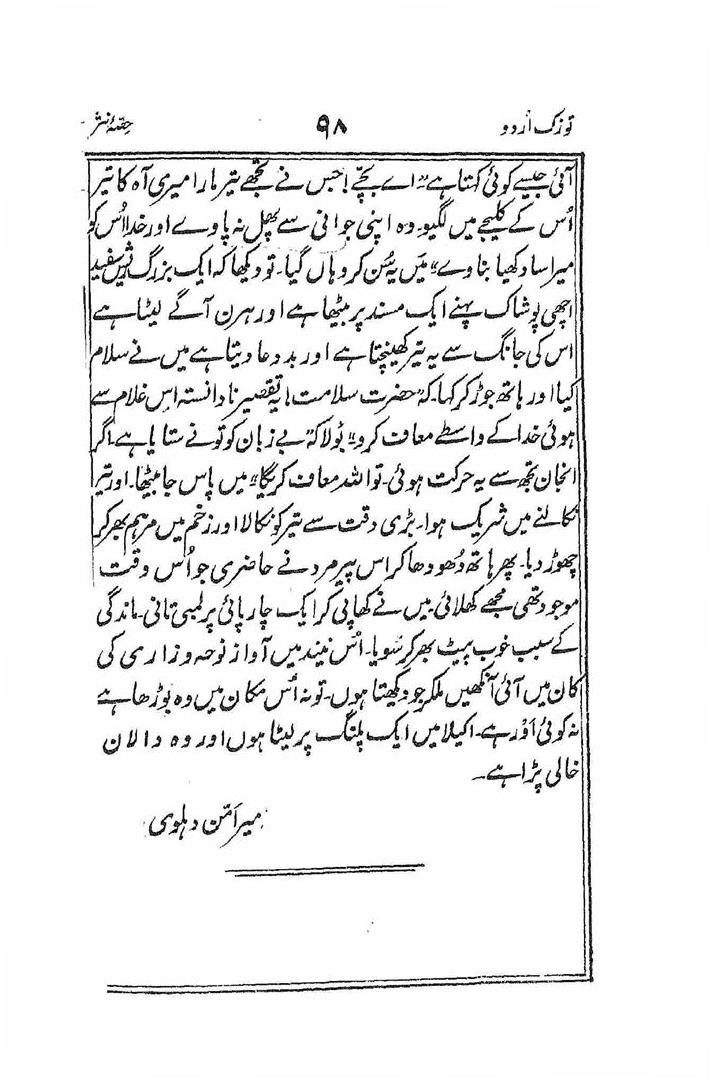 توزک اُردو ۹۸ حصّۂ نثر
آئی جیسے کوئی کہتا ہے "اے بچّے! جس نے تجھے تیر مارا میری آہ کا تیر
اُس کے کلیجے میں لگیو۔ وہ اپنی جوانی سے پھل نہ پاوے اور خدا اُس کو
میرا سا دکھیا بناوے" میں یہ سُن کر وہاں گیا۔ تو دیکھا کہ ایک بزرگ ریش سفید
اچھی پوشاک پہنے ایک مسند پر بیٹھا ہے اور ہرن آگے لیٹا ہے
اس کی جانگ سے یہ تیر کھینچتا ہے اور بد دعا دیتا ہے میں نے سلام
کیا اور ہاتھ جوڑ کر کہا۔ کہ "حضرت سلامت! یہ تقصیر نادانستہ اِس غلام سے
ہوئی خدا کے واسطے معاف کرو" بولا کہ "بے زبان کو تو نے ستایا ہے۔ اگر
انجان تجھ سے یہ حرکت ہوئی۔ تو اللہ معاف کریگا" میں پاس جا بیٹھا۔ اور تیر
نکالنے میں شریک ہوا۔ بڑی دقت سے تیر کو نکالا اور زخم میں مرہم بھر کر
چھوڑ دیا۔ پھر ہاتھ دُھو دھا کر اس پیر مرد نے حاضری جو اُس وقت
موجود تھی مجھے کھلائی۔ میں نے کھا پی کر ایک چارپائی پر لمبی تانی۔ ماندگی
کے سبب خوب پیٹ بھر کر سُویا۔ اُس نیند میں آواز نوحہ و زاری کی
کان میں آئی آنکھیں ملکر جو دیکھتا ہوں۔ تو نہ اُس مکان میں وہ بوڑھا ہے
نہ کوئی اَوْر ہے۔ اکیلا میں ایک پلنگ پر لیٹا ہوں اور وہ دالان
خالی پڑا ہے۔
میر امّن دہلوی